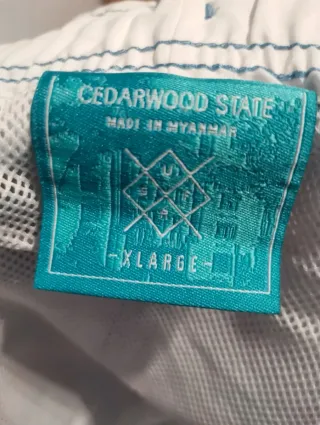 CEDARWOOD STATE
MADE IN MYANMAR
-XLARGE-